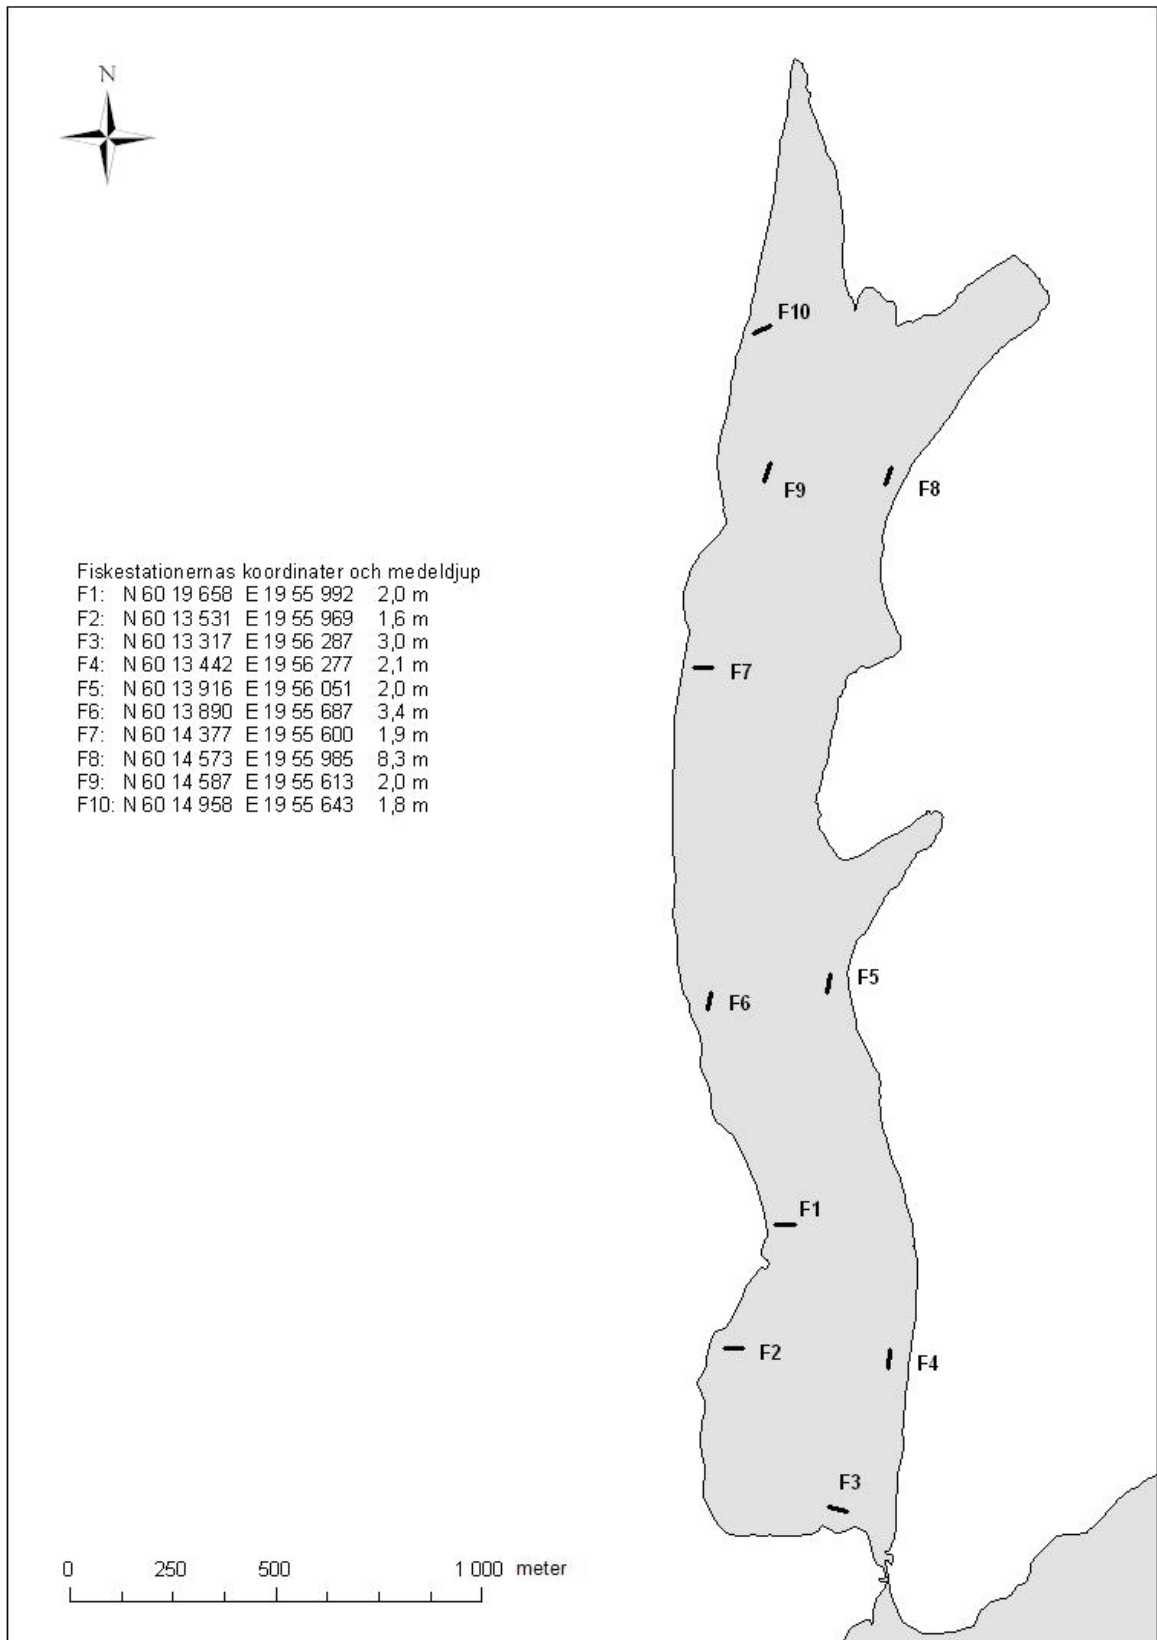 N
F10
F9
F8
Fiskestationernas koordinater och medeldjup
F1: N 60 19 658 E 19 55 992 2,0 m
F2: N 60 13 531 E 19 55 969 1,6 m
F3: N 60 13 317 E 19 56 287 3,0 m
F4: N 60 13 442 E 19 56 277 2,1 m
F5: N 60 13 916 E 19 56 051 2,0 m
F6: N 60 13 890 E 19 55 687 3,4 m
F7: N 60 14 377 E 19 55 600 1,9 m
F8: N 60 14 573 E 19 55 985 8,3 m
F9: N 60 14 587 E 19 55 613 2,0 m
F10: N 60 14 958 E 19 55 643 1,8 m
F7
F5
F6
F1
F2
F4
F3
0 250 500 1 000 meter